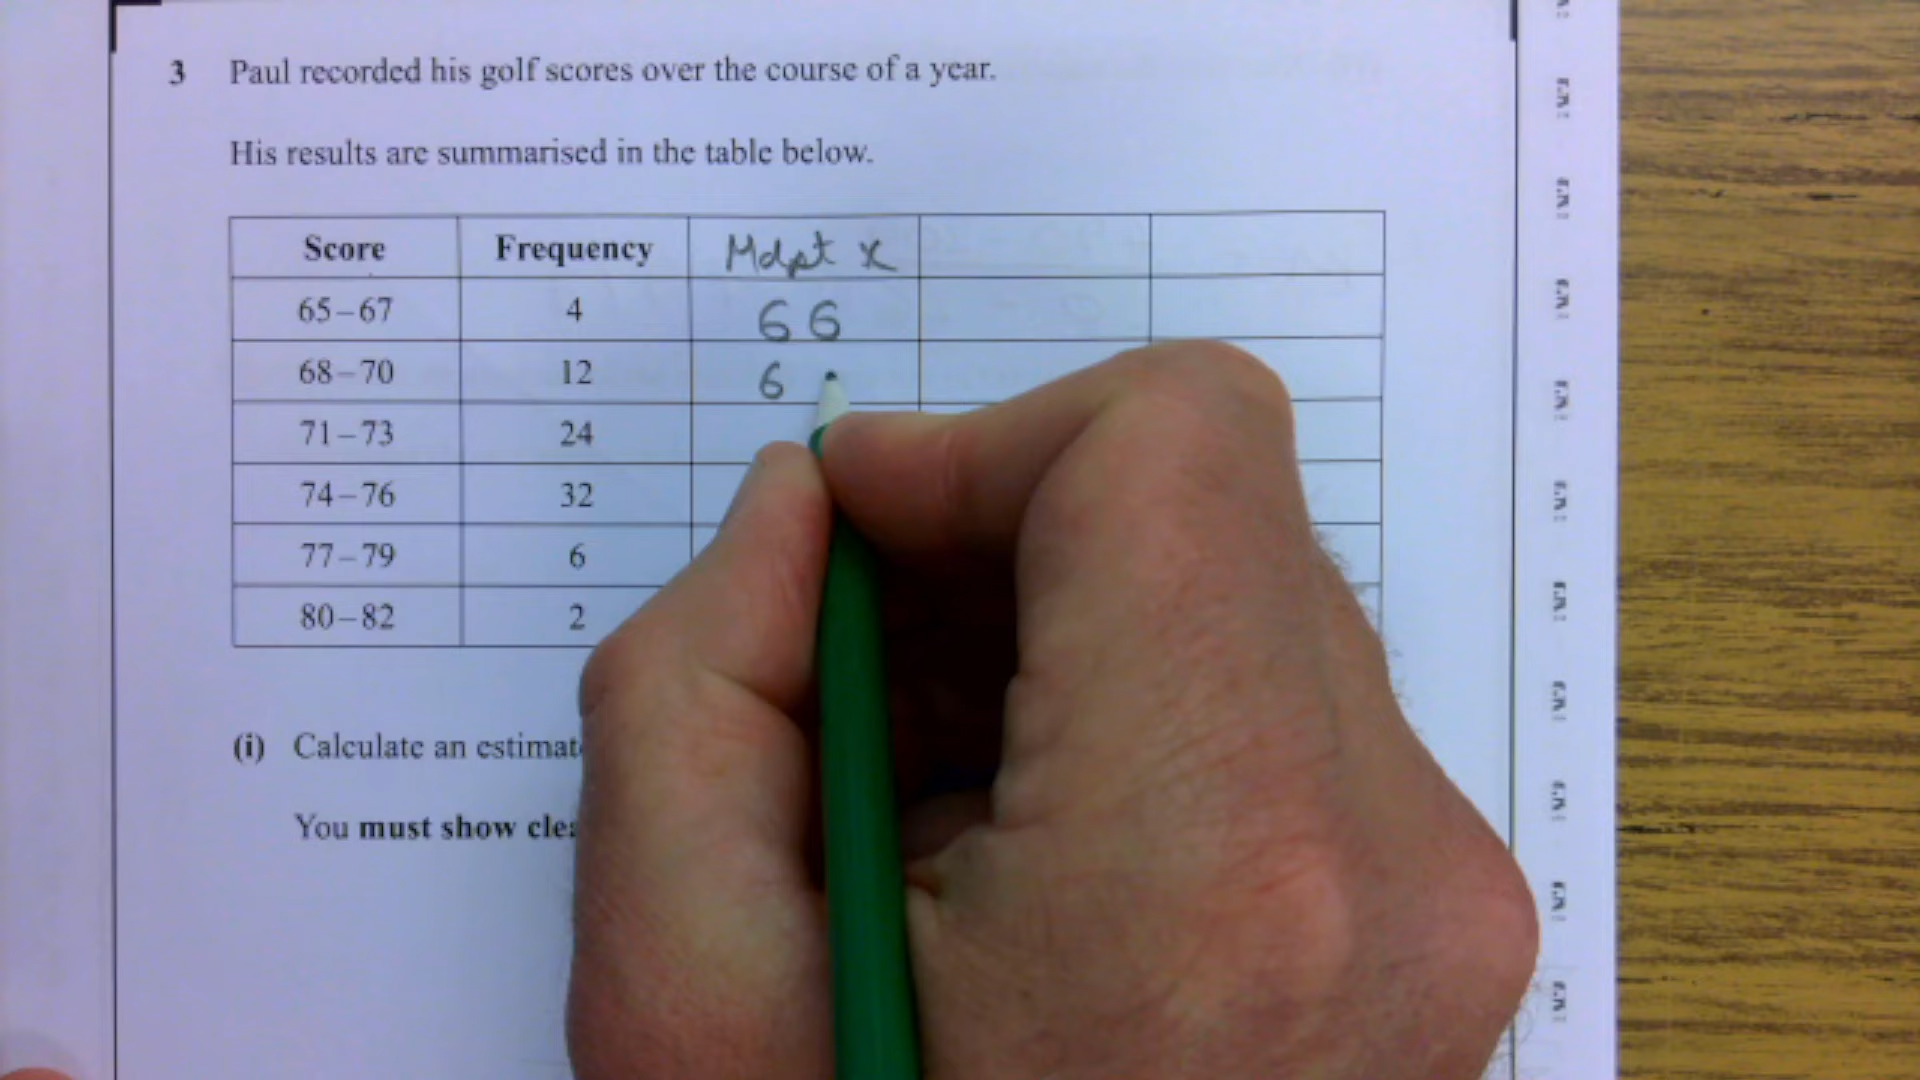 3 Paul recorded his golf scores over the course of a year.
His results are summarised in the table below.
Score Frequency Mdpt x
65–67 4 66
68–70 12 6
71–73 24
74–76 32
77–79 6
80–82 2
(i) Calculate an
You must show